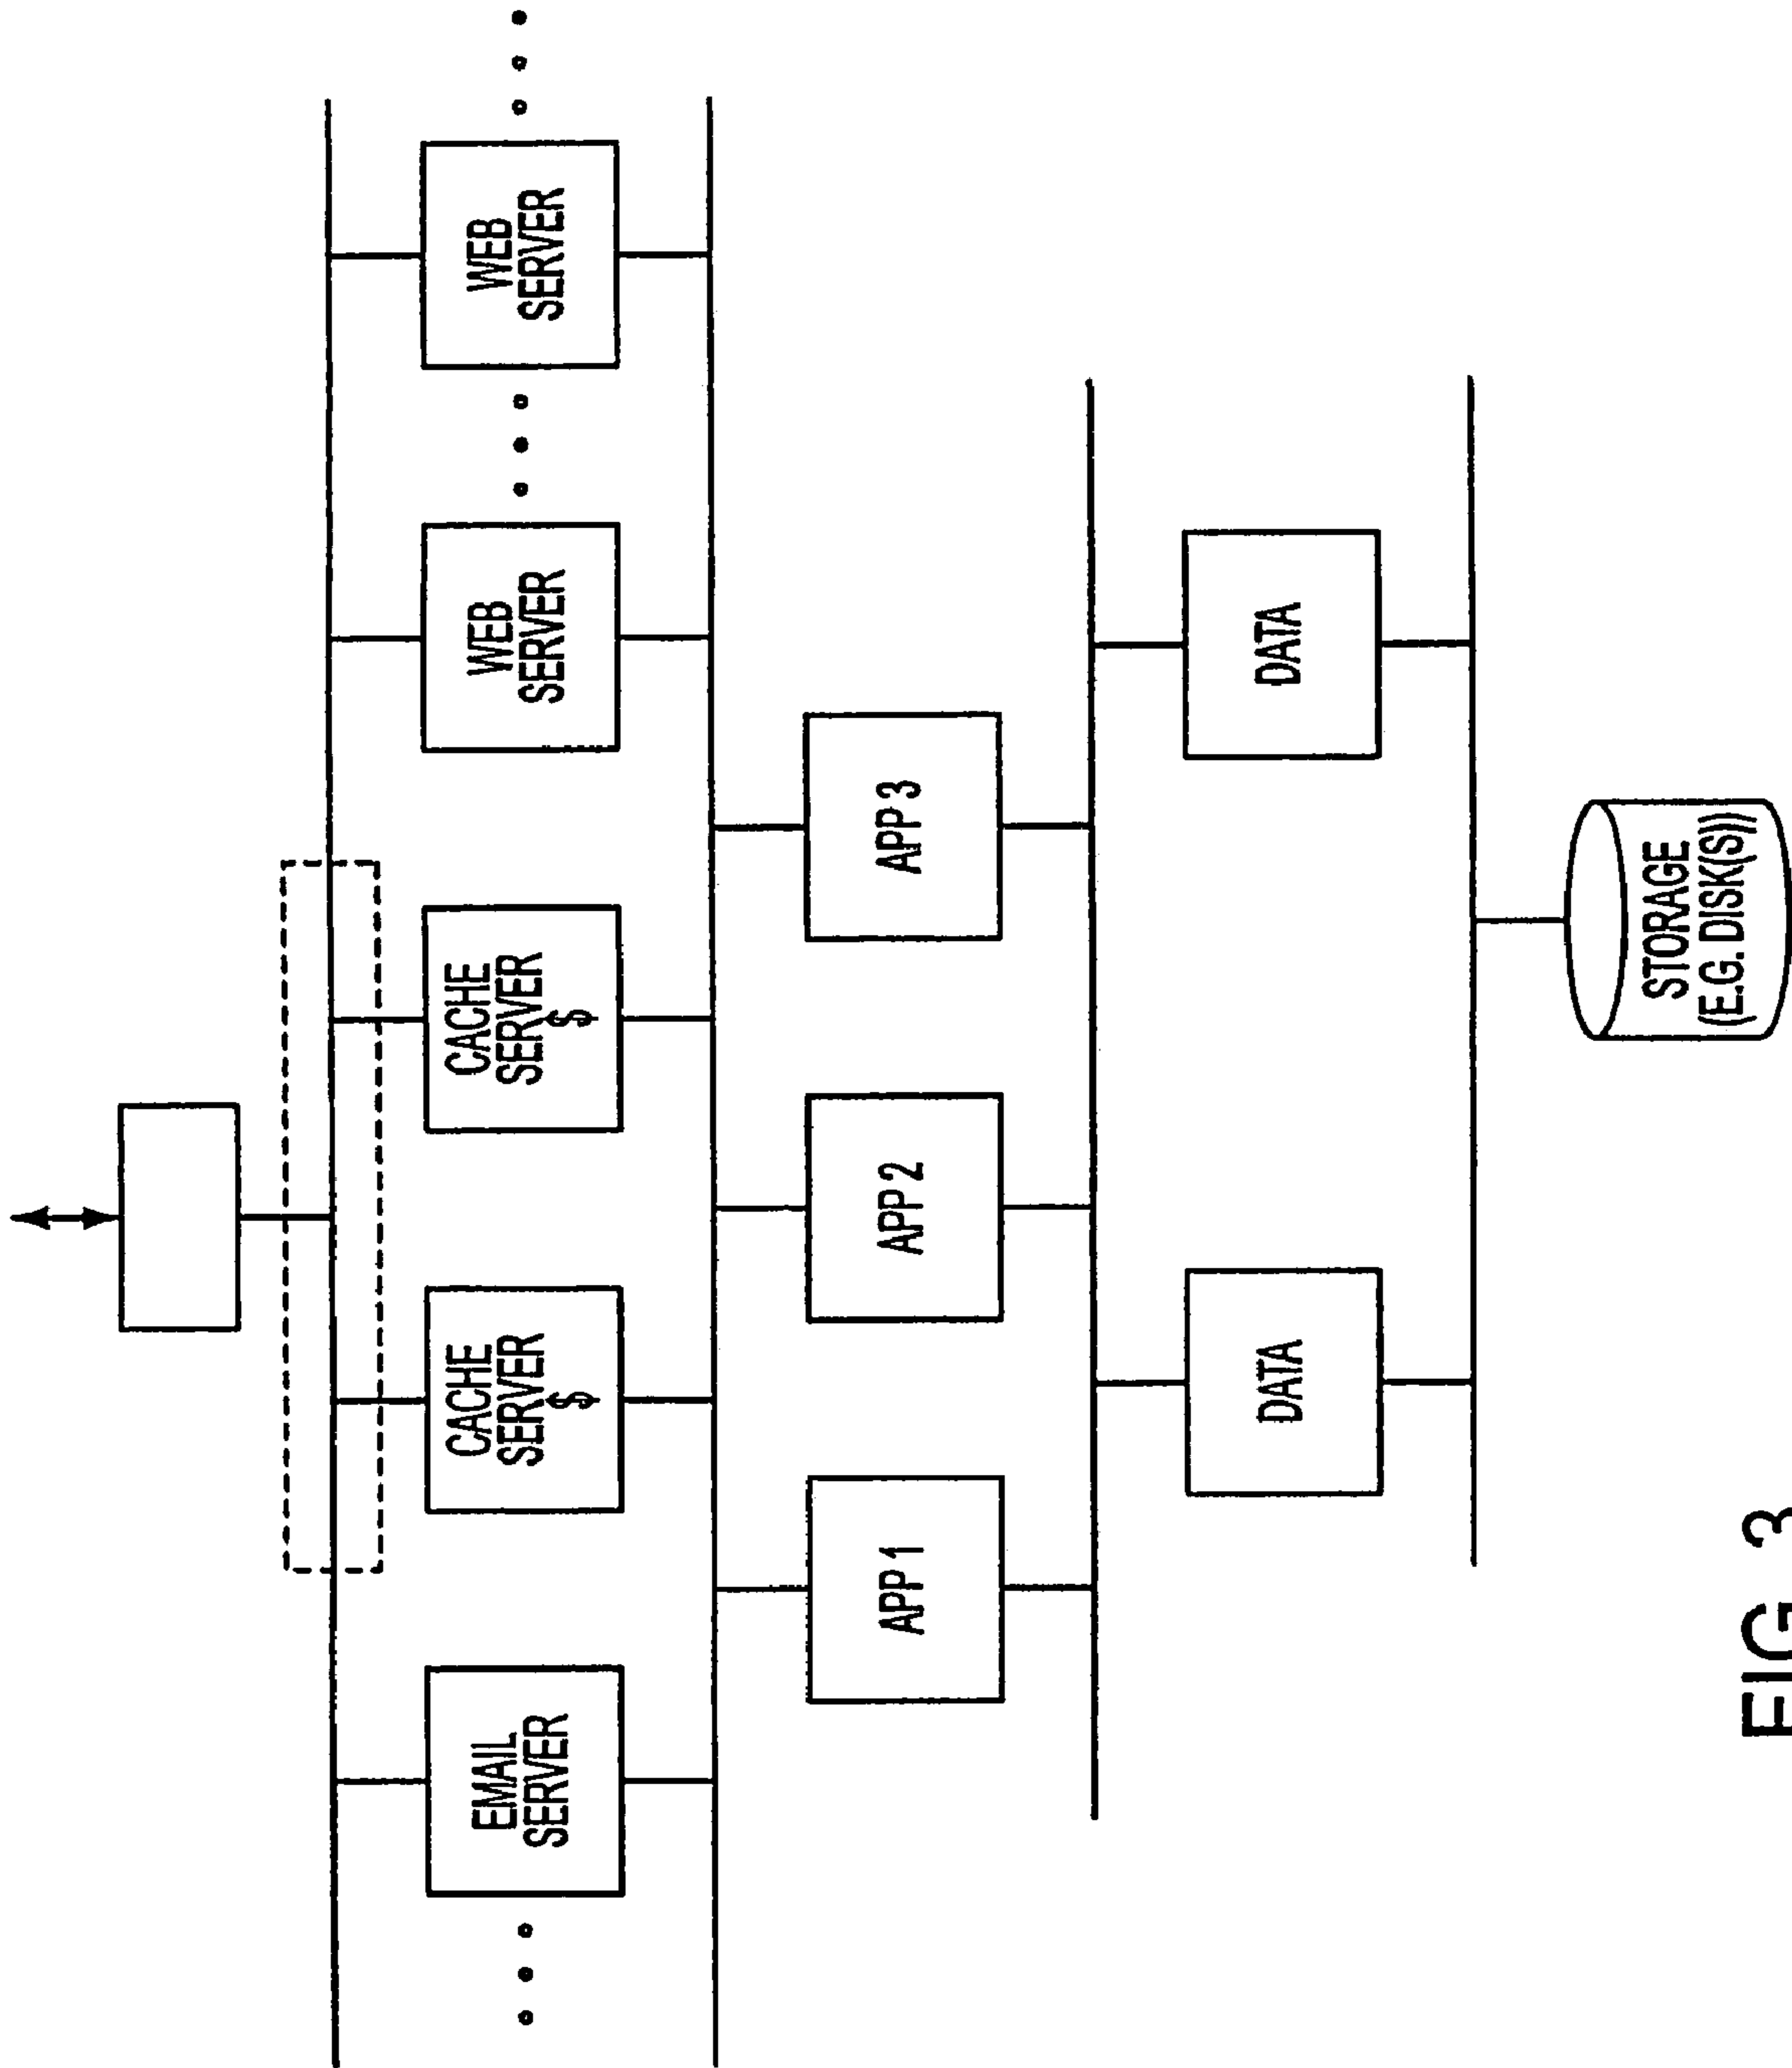 EMAIL
SERVER
CACHE
SERVER
$
CACHE
SERVER
$
WEB
SERVER
WEB
SERVER
APP 1
APP 2
APP 3
DATA
DATA
STORAGE
(E.G. DISK(S))
FIG 3